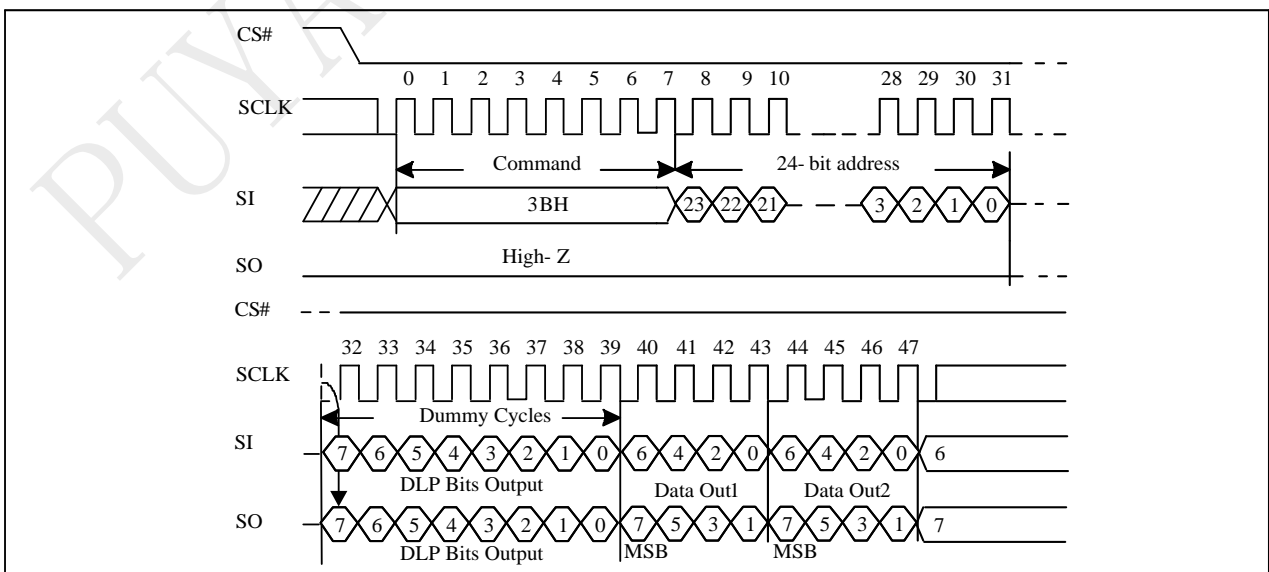 PUYA
CS#
0 1 2 3 4 5 6 7 8 9 10 28 29 30 31
SCLK
Command 24- bit address
SI 3BH 23 22 21 3 2 1 0
SO High- Z
CS#
32 33 34 35 36 37 38 39 40 41 42 43 44 45 46 47
SCLK
Dummy Cycles
SI 7 6 5 4 3 2 1 0 6 4 2 0 6 4 2 0 6
DLP Bits Output Data Out1 Data Out2
SO 7 6 5 4 3 2 1 0 7 5 3 1 7 5 3 1 7
DLP Bits Output MSB MSB